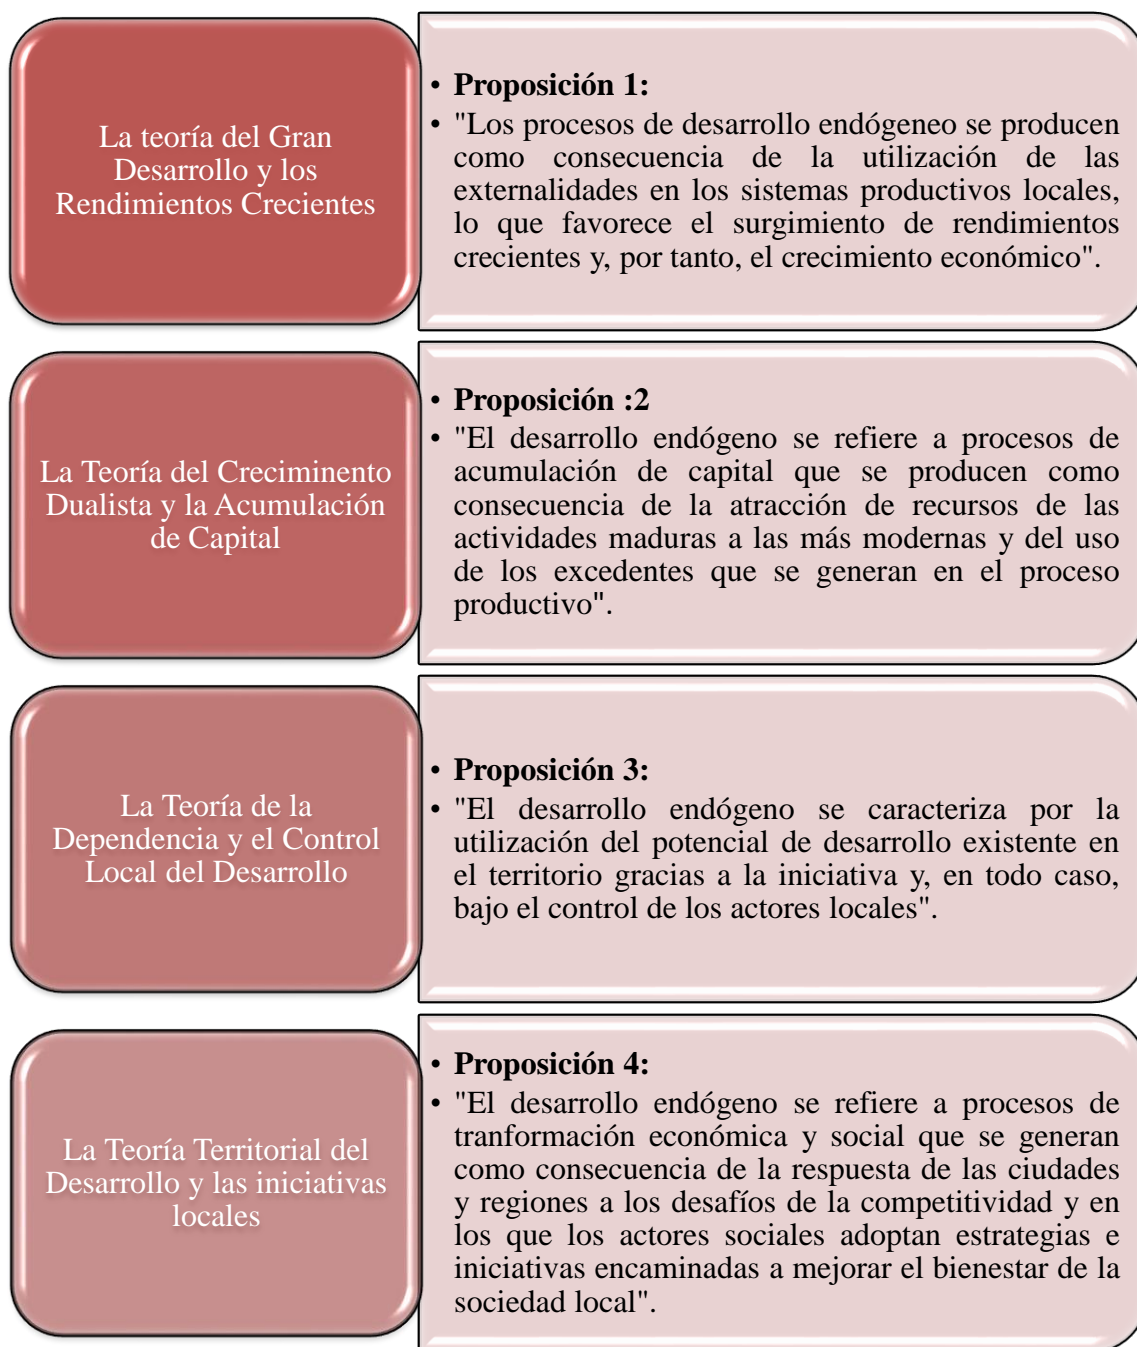 La teoría del Gran
Desarrollo y los
Rendimientos Crecientes
• Proposición 1:
• "Los procesos de desarrollo endógeneo se producen
como consecuencia de la utilización de las
externalidades en los sistemas productivos locales,
lo que favorece el surgimiento de rendimientos
crecientes y, por tanto, el crecimiento económico".
La Teoría del Creciminento
Dualista y la Acumulación
de Capital
• Proposición :2
• "El desarrollo endógeno se refiere a procesos de
acumulación de capital que se producen como
consecuencia de la atracción de recursos de las
actividades maduras a las más modernas y del uso
de los excedentes que se generan en el proceso
productivo".
La Teoría de la
Dependencia y el Control
Local del Desarrollo
• Proposición 3:
• "El desarrollo endógeno se caracteriza por la
utilización del potencial de desarrollo existente en
el territorio gracias a la iniciativa y, en todo caso,
bajo el control de los actores locales".
La Teoría Territorial del
Desarrollo y las iniciativas
locales
• Proposición 4:
• "El desarrollo endógeno se refiere a procesos de
tranformación económica y social que se generan
como consecuencia de la respuesta de las ciudades
y regiones a los desafíos de la competitividad y en
los que los actores sociales adoptan estrategias e
iniciativas encaminadas a mejorar el bienestar de la
sociedad local".